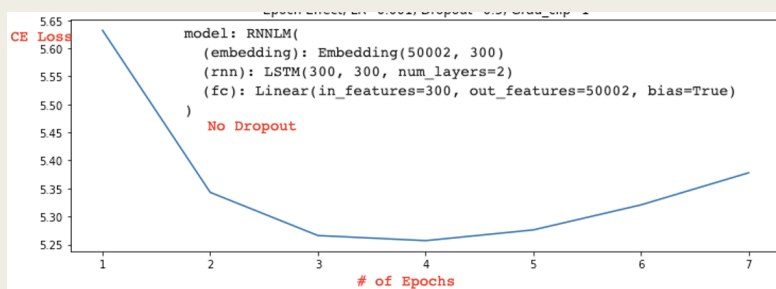 5.65
CE Loss
5.60
5.55
5.50
5.45
5.40
5.35
5.30
5.25
model: RNNLM(
(embedding): Embedding(50002, 300)
(rnn): LSTM(300, 300, num_layers=2)
(fc): Linear(in_features=300, out_features=50002, bias=True)
)
No Dropout
1 2 3 4 5 6 7
# of Epochs